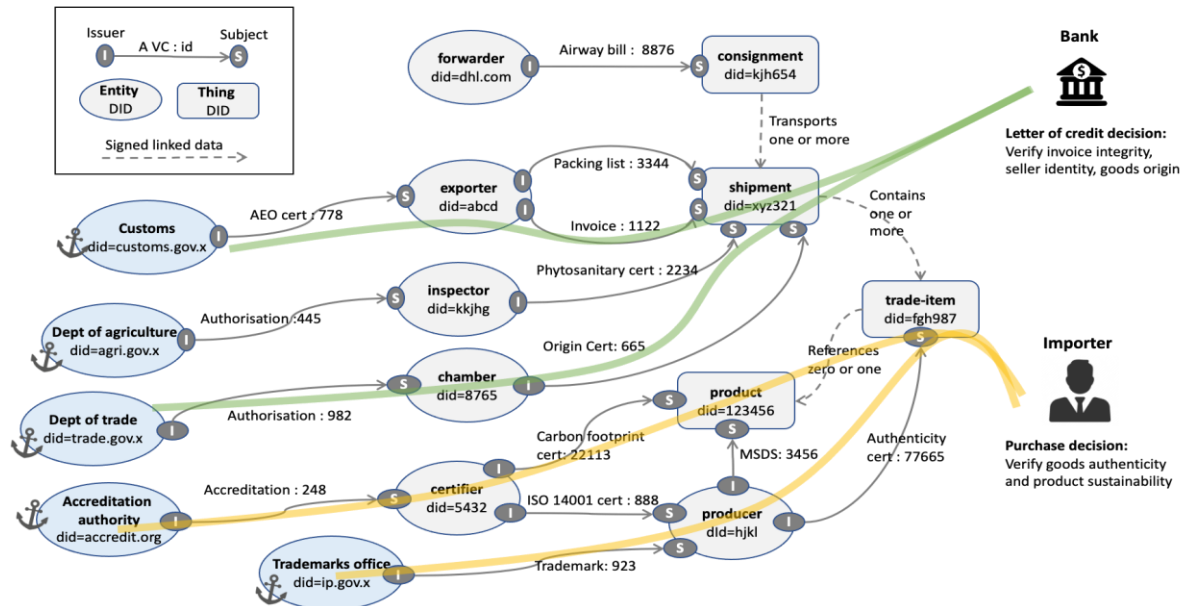 Issuer
A VC : id
Subject
I
S
Entity
DID
Thing
DID
Signed linked data
forwarder
did=dhl.com
I
Airway bill : 8876
S
consignment
did=kjh654
Transports
one or more
Bank
Letter of credit decision:
Verify invoice integrity,
seller identity, goods origin
Customs
did=customs.gov.x
I
AEO cert : 778
S
exporter
did=abcd
I
I
Packing list : 3344
Invoice : 1122
S
S
shipment
did=xyz321
S
S
Contains
one or
more
Dept of agriculture
did=agri.gov.x
I
Authorisation :445
S
inspector
did=kkjhg
I
Phytosanitary cert : 2234
trade-item
did=fgh987
S
References
zero or one
Dept of trade
did=trade.gov.x
I
Authorisation : 982
S
chamber
did=8765
I
Origin Cert: 665
S
product
did=123456
S
Importer
Purchase decision:
Verify goods authenticity
and product sustainability
Accreditation
authority
did=accredit.org
I
Accreditation : 248
S
certifier
did=5432
I
I
Carbon footprint
cert: 22113
ISO 14001 cert : 888
MSDS: 3456
Authenticity
cert : 77665
I
S
S
producer
dId=hjkl
I
Trademarks office
did=ip.gov.x
I
Trademark: 923